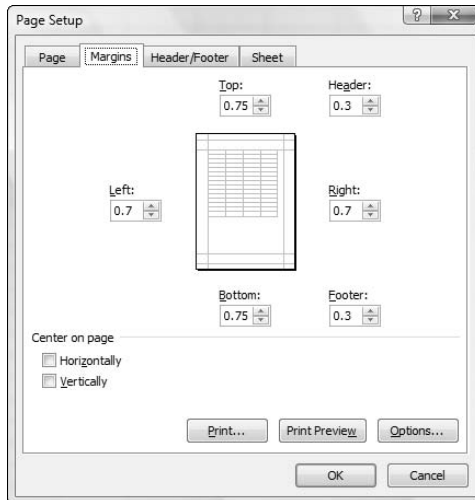 Page Setup
Page Margins Header/Footer Sheet
Top: Header:
0.75 0.3
Left: Right:
0.7 0.7
Bottom: Footer:
0.75 0.3
Center on page
Horizontally
Vertically
Print... Print Preview Options...
OK Cancel